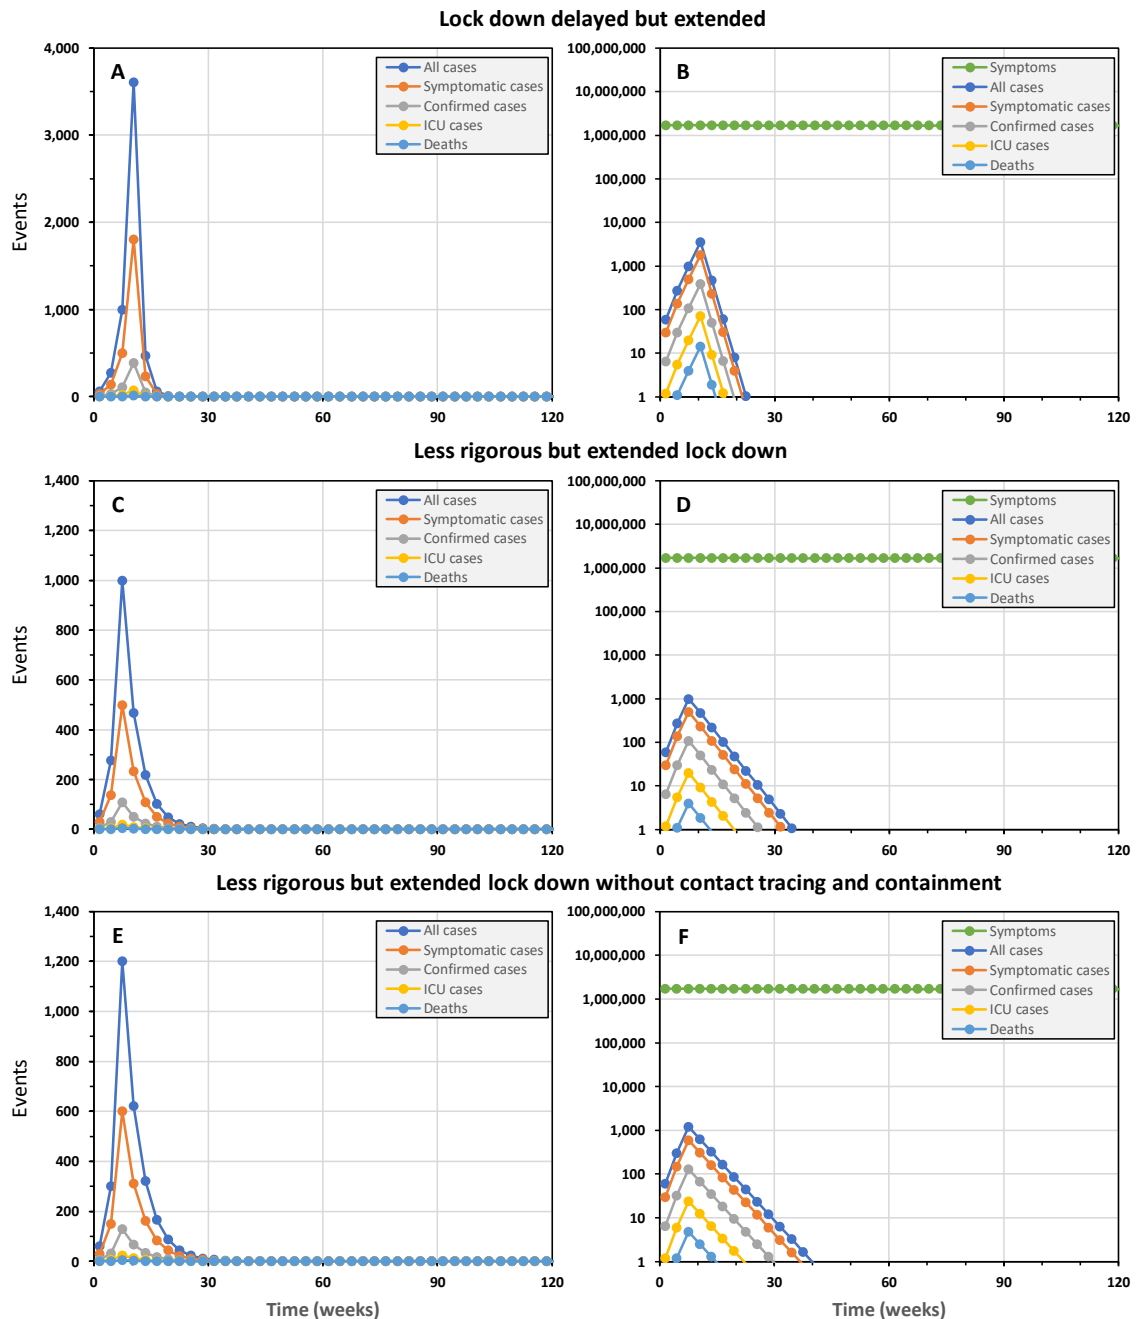 Lock down delayed but extended
4,000
3,000
2,000
1,000
0
Events
A
All cases
Symptomatic cases
Confirmed cases
ICU cases
Deaths
0 30 60 90 120
100,000,000
10,000,000
1,000,000
100,000
10,000
1,000
100
10
1
B
Symptoms
All cases
Symptomatic cases
Confirmed cases
ICU cases
Deaths
0 30 60 90 120
Less rigorous but extended lock down
1,400
1,200
1,000
800
600
400
200
0
Events
C
All cases
Symptomatic cases
Confirmed cases
ICU cases
Deaths
0 30 60 90 120
100,000,000
10,000,000
1,000,000
100,000
10,000
1,000
100
10
1
D
Symptoms
All cases
Symptomatic cases
Confirmed cases
ICU cases
Deaths
0 30 60 90 120
Less rigorous but extended lock down without contact tracing and containment
1,400
1,200
1,000
800
600
400
200
0
Events
E
All cases
Symptomatic cases
Confirmed cases
ICU cases
Deaths
0 30 60 90 120
Time (weeks)
100,000,000
10,000,000
1,000,000
100,000
10,000
1,000
100
10
1
F
Symptoms
All cases
Symptomatic cases
Confirmed cases
ICU cases
Deaths
0 30 60 90 120
Time (weeks)